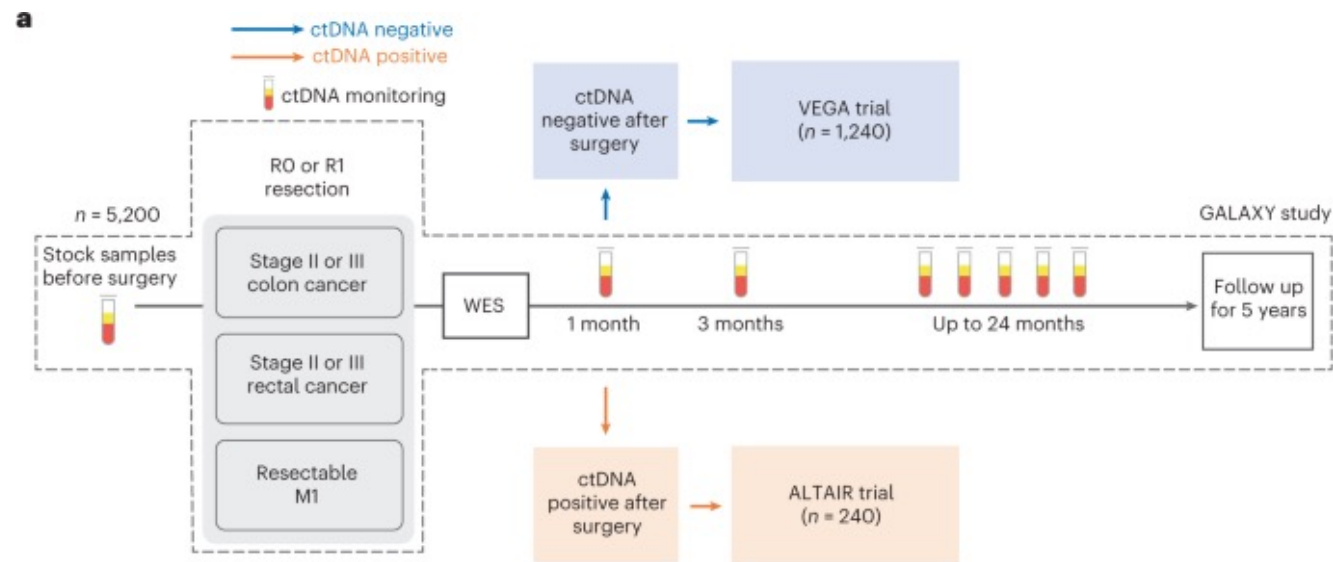 a
ctDNA negative
ctDNA positive
ctDNA monitoring
R0 or R1
resection
n = 5,200
Stock samples
before surgery
Stage II or III
colon cancer
Stage II or III
rectal cancer
Resectable
M1
WES
ctDNA
negative after
surgery
VEGA trial
(n = 1,240)
GALAXY study
1 month
3 months
Up to 24 months
Follow up
for 5 years
ctDNA
positive after
surgery
ALTAIR trial
(n = 240)